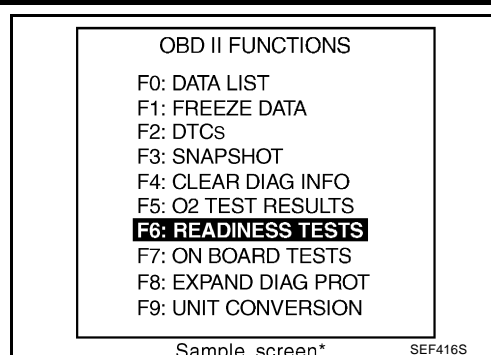 OBD II FUNCTIONS
F0: DATA LIST
F1: FREEZE DATA
F2: DTCs
F3: SNAPSHOT
F4: CLEAR DIAG INFO
F5: O2 TEST RESULTS
F6: READINESS TESTS
F7: ON BOARD TESTS
F8: EXPAND DIAG PROT
F9: UNIT CONVERSION
Sample screen* SEF416S